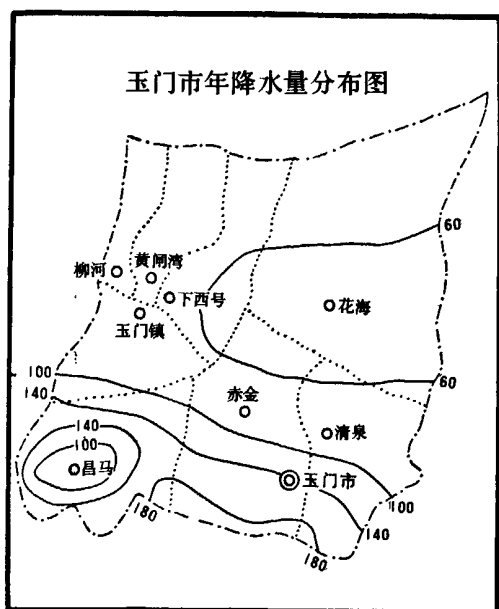 玉门市年降水量分布图
60
黄闸湾
柳河
下西号
花海
玉门镇
100
60
140
赤金
140
清泉
100
昌马
玉门市
100
180
140
180